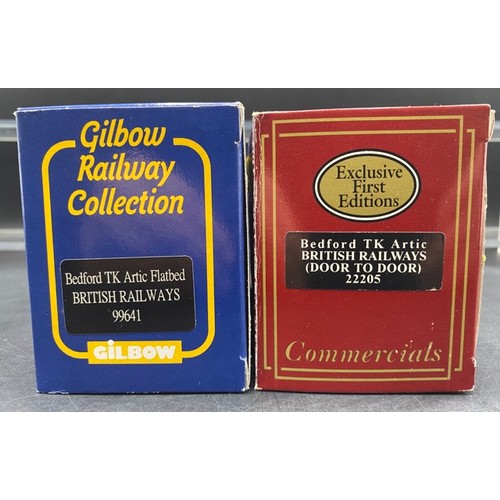 Gilbow
Railway
Collection
Bedford TK Artic Flatbed
BRITISH RAILWAYS
99641
GiLBOW
Exclusive
First
Editions
Bedford TK Artic
BRITISH RAILWAYS
(DOOR TO DOOR)
22205
Commercials